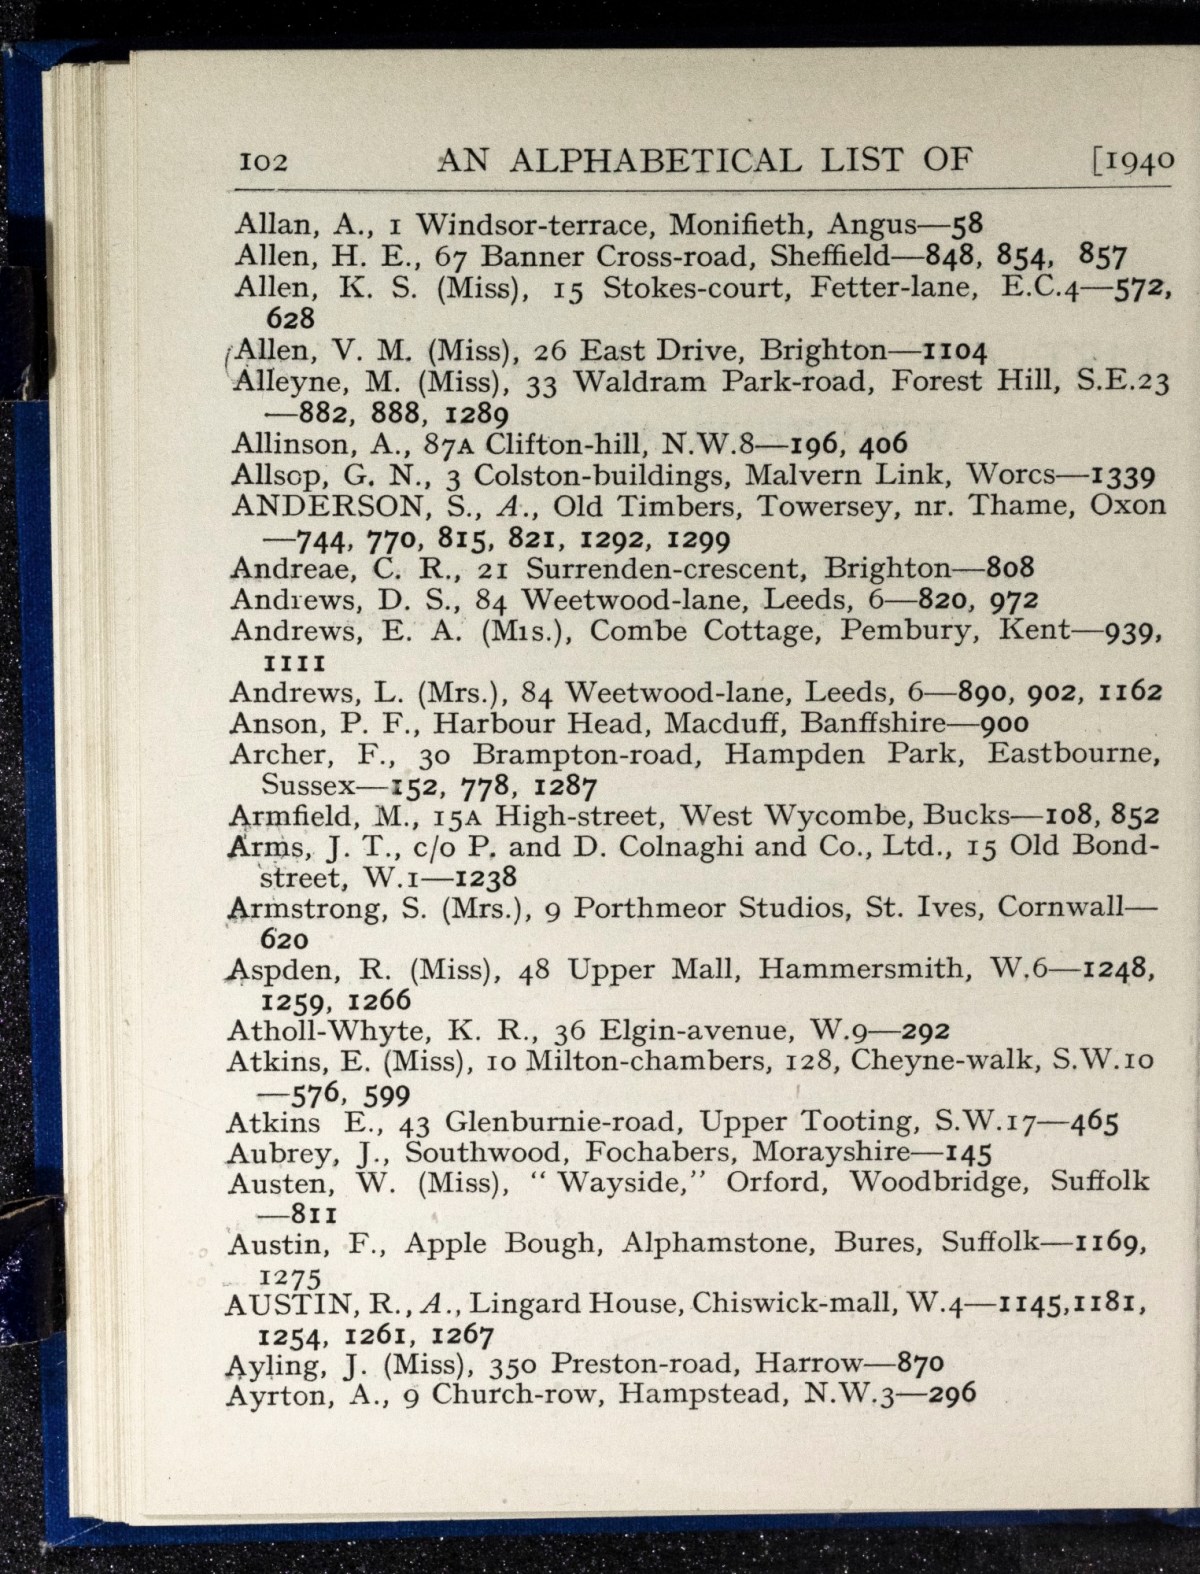 102 AN ALPHABETICAL LIST OF [1940
Allan, A., 1 Windsor-terrace, Monifieth, Angus—58
Allen, H. E., 67 Banner Cross-road, Sheffield—848, 854, 857
Allen, K. S. (Miss), 15 Stokes-court, Fetter-lane, E.C.4—572,
628
Allen, V. M. (Miss), 26 East Drive, Brighton—1104
Alleyne, M. (Miss), 33 Waldram Park-road, Forest Hill, S.E.23
—882, 888, 1289
Allinson, A., 87A Clifton-hill, N.W.8—196, 406
Allsop, G. N., 3 Colston-buildings, Malvern Link, Worcs—1339
ANDERSON, S., A., Old Timbers, Towersey, nr. Thame, Oxon
—744, 770, 815, 821, 1292, 1299
Andreae, C. R., 21 Surrenden-crescent, Brighton—808
Andrews, D. S., 84 Weetwood-lane, Leeds, 6—820, 972
Andrews, E. A. (Mrs.), Combe Cottage, Pembury, Kent—939,
1111
Andrews, L. (Mrs.), 84 Weetwood-lane, Leeds, 6—890, 902, 1162
Anson, P. F., Harbour Head, Macduff, Banffshire—900
Archer, F., 30 Brampton-road, Hampden Park, Eastbourne,
Sussex—152, 778, 1287
Armfield, M., 15A High-street, West Wycombe, Bucks—108, 852
Arms, J. T., c/o P. and D. Colnaghi and Co., Ltd., 15 Old Bond-
street, W.1—1238
Armstrong, S. (Mrs.), 9 Porthmeor Studios, St. Ives, Cornwall—
620
Aspden, R. (Miss), 48 Upper Mall, Hammersmith, W.6—1248,
1259, 1266
Atholl-Whyte, K. R., 36 Elgin-avenue, W.9—292
Atkins, E. (Miss), 10 Milton-chambers, 128, Cheyne-walk, S.W.10
—576, 599
Atkins E., 43 Glenburnie-road, Upper Tooting, S.W.17—465
Aubrey, J., Southwood, Fochabers, Morayshire—145
Austen, W. (Miss), “ Wayside,” Orford, Woodbridge, Suffolk
—811
Austin, F., Apple Bough, Alphamstone, Bures, Suffolk—1169,
1275
AUSTIN, R., A., Lingard House, Chiswick-mall, W.4—1145,1181,
1254, 1261, 1267
Ayling, J. (Miss), 350 Preston-road, Harrow—870
Ayrton, A., 9 Church-row, Hampstead, N.W.3—296